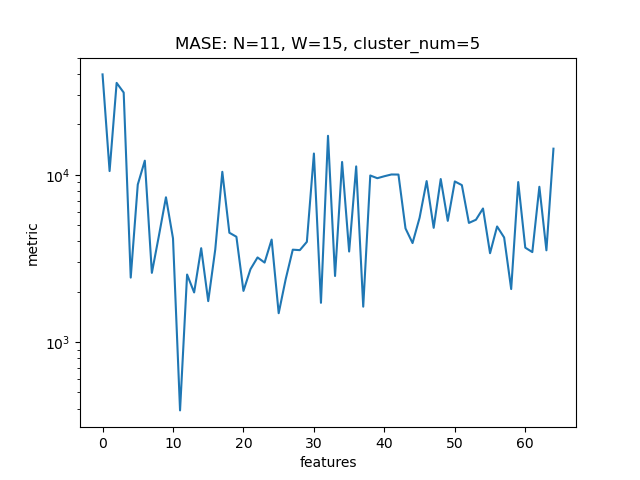 MASE: N=11, W=15, cluster_num=5
metric
10⁴
10³
0 10 20 30 40 50 60
features